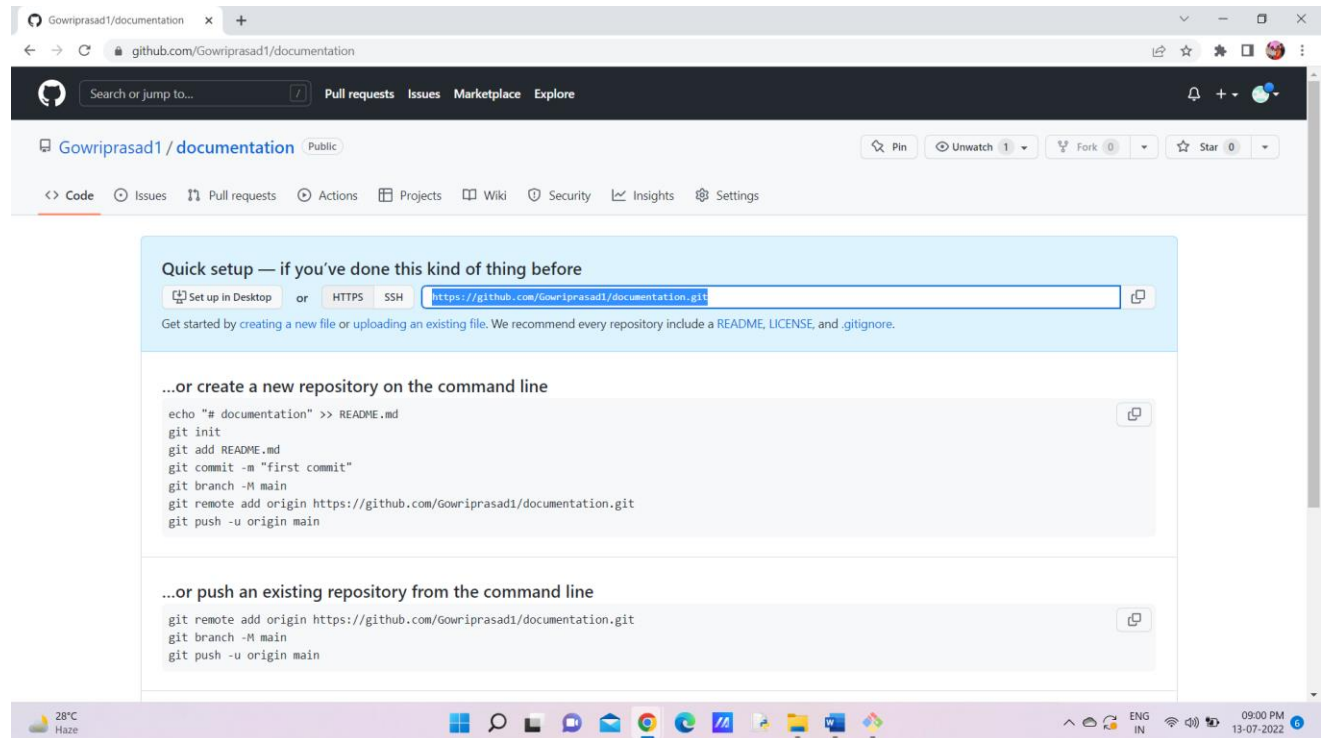 Gowriprasad1/documentation
github.com/Gowriprasad1/documentation
Search or jump to... / Pull requests Issues Marketplace Explore
Gowriprasad1 / documentation Public Pin Unwatch 1 Fork 0 Star 0
Code Issues Pull requests Actions Projects Wiki Security Insights Settings
Quick setup — if you've done this kind of thing before
Set up in Desktop or HTTPS SSH https://github.com/Gowriprasad1/documentation.git
Get started by creating a new file or uploading an existing file. We recommend every repository include a README, LICENSE, and .gitignore.
...or create a new repository on the command line
echo "# documentation" >> README.md
git init
git add README.md
git commit -m "first commit"
git branch -M main
git remote add origin https://github.com/Gowriprasad1/documentation.git
git push -u origin main
...or push an existing repository from the command line
git remote add origin https://github.com/Gowriprasad1/documentation.git
git branch -M main
git push -u origin main
28°C
Haze
ENG
IN
09:00 PM
13-07-2022
6